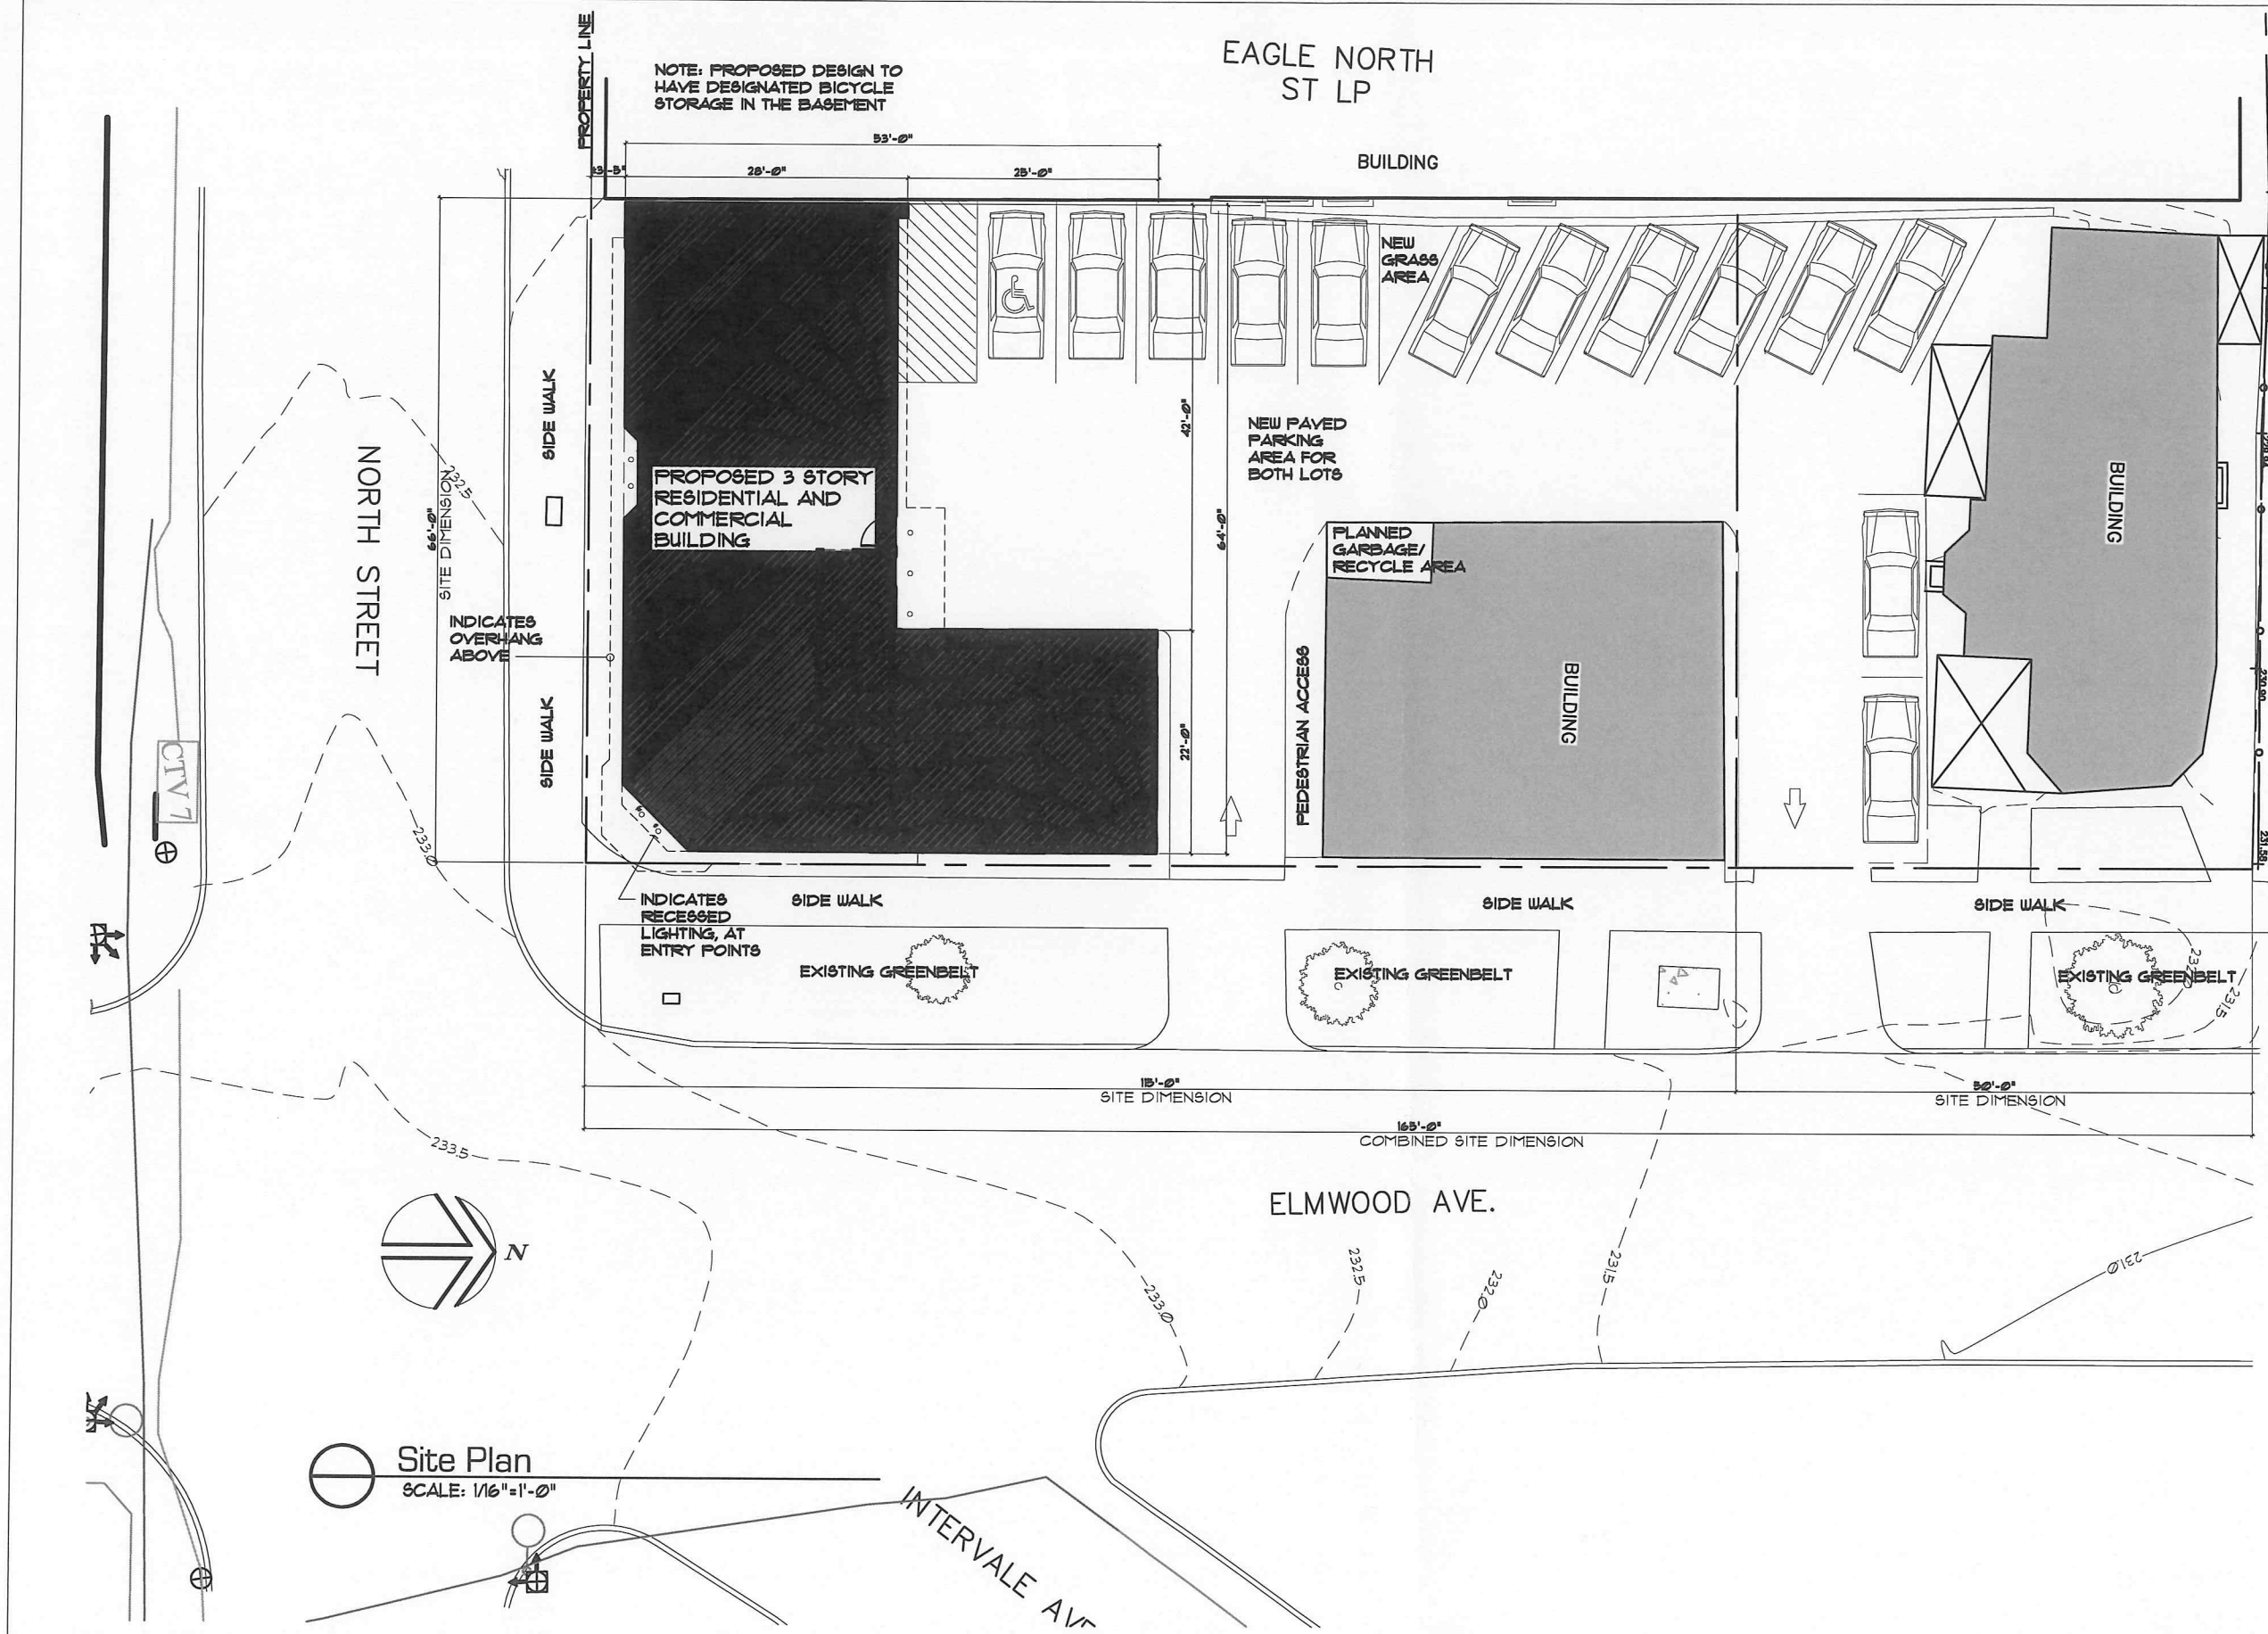 PROPERTY LINE
NOTE: PROPOSED DESIGN TO
HAVE DESIGNATED BICYCLE
STORAGE IN THE BASEMENT
EAGLE NORTH
ST LP
53'-0"
28'-0"
25'-0"
BUILDING
NEW
GRASS
AREA
SIDE WALK
NORTH STREET
232.5
66'-0"
SITE DIMENSION
PROPOSED 3 STORY
RESIDENTIAL AND
COMMERCIAL
BUILDING
42'-0"
64'-0"
22'-0"
NEW PAVED
PARKING
AREA FOR
BOTH LOTS
PLANNED
GARBAGE/
RECYCLE AREA
BUILDING
BUILDING
INDICATES
OVERHANG
ABOVE
SIDE WALK
PEDESTRIAN ACCESS
CTV 7
233.0
231.58
INDICATES
RECESSED
LIGHTING, AT
ENTRY POINTS
SIDE WALK
SIDE WALK
SIDE WALK
EXISTING GREENBELT
EXISTING GREENBELT
EXISTING GREENBELT
232.0
231.5
115'-0"
SITE DIMENSION
50'-0"
SITE DIMENSION
165'-0"
COMBINED SITE DIMENSION
233.5
ELMWOOD AVE.
N
233.0
232.5
232.0
231.5
231.0
Site Plan
SCALE: 1/16"=1'-0"
INTERVALE AVE